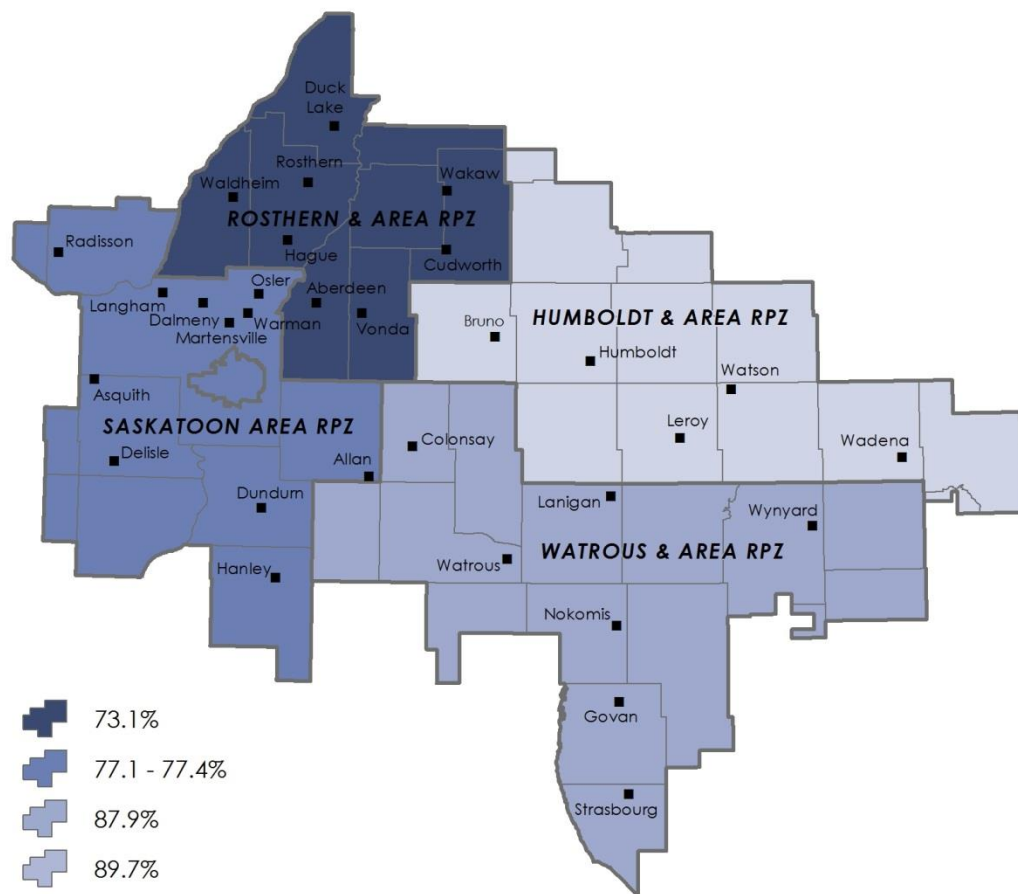 Duck
Lake
Rosthern
Waldheim
Wakaw
ROSTHERN & AREA RPZ
Radisson
Hague
Cudworth
Osler
Langham
Aberdeen
Dalmeny
Warman
Vonda
Martensville
Bruno
HUMBOLDT & AREA RPZ
Humboldt
Asquith
Watson
SASKATOON AREA RPZ
Colonsay
Leroy
Delisle
Allan
Wadena
Dundurn
Lanigan
Wynyard
WATROUS & AREA RPZ
Hanley
Watrous
Nokomis
Govan
Strasbourg
73.1%
77.1 - 77.4%
87.9%
89.7%